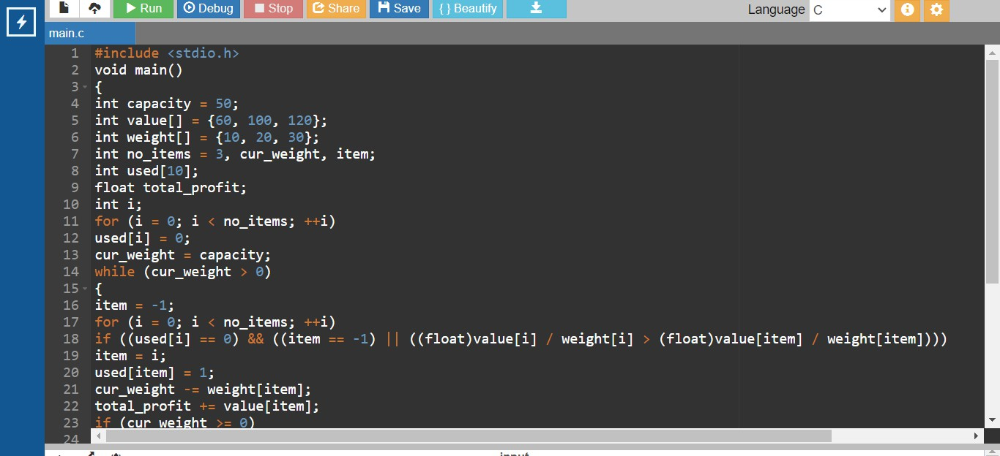 Run Debug Stop Share Save { } Beautify Language C
main.c
1 #include <stdio.h>
2 void main()
3 {
4 int capacity = 50;
5 int value[] = {60, 100, 120};
6 int weight[] = {10, 20, 30};
7 int no_items = 3, cur_weight, item;
8 int used[10];
9 float total_profit;
10 int i;
11 for (i = 0; i < no_items; ++i)
12 used[i] = 0;
13 cur_weight = capacity;
14 while (cur_weight > 0)
15 {
16 item = -1;
17 for (i = 0; i < no_items; ++i)
18 if ((used[i] == 0) && ((item == -1) || ((float)value[i] / weight[i] > (float)value[item] / weight[item])))
19 item = i;
20 used[item] = 1;
21 cur_weight -= weight[item];
22 total_profit += value[item];
23 if (cur_weight >= 0)
24
input